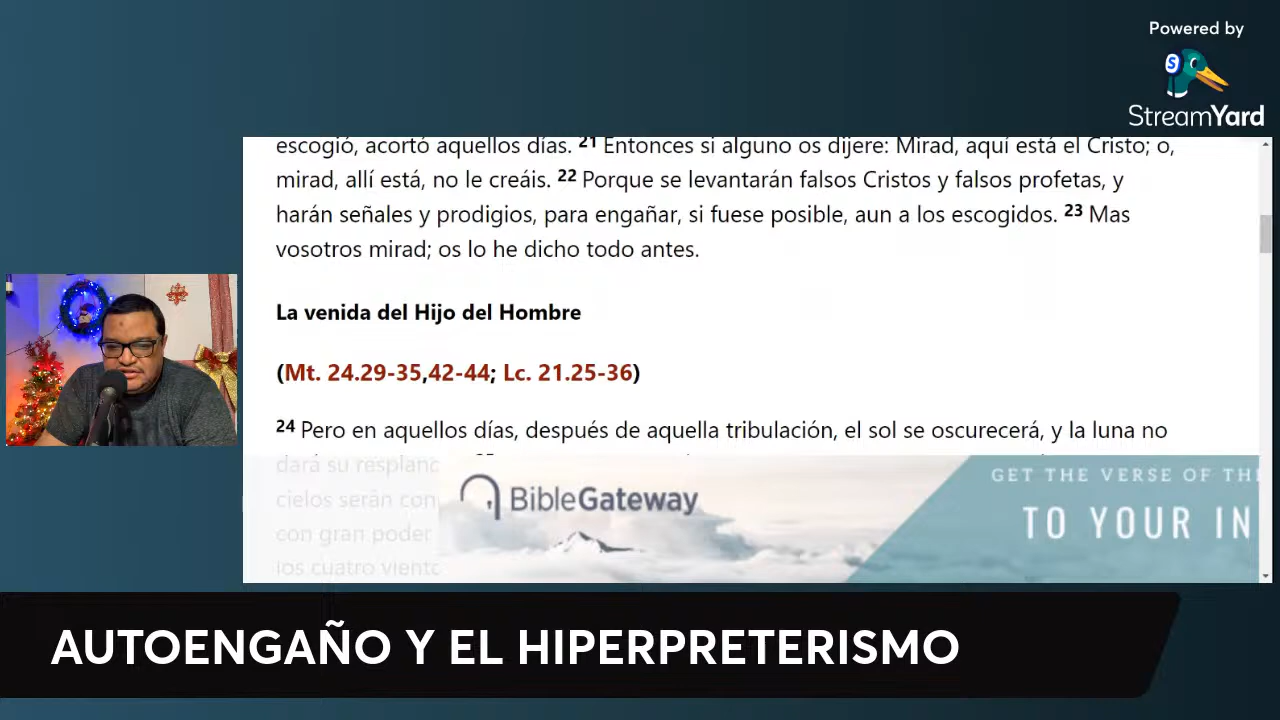 Powered by
StreamYard
escogió, acortó aquellos días. 21 Entonces si alguno os dijere: Mirad, aquí está el Cristo; o,
mirad, allí está, no le creáis. 22 Porque se levantarán falsos Cristos y falsos profetas, y
harán señales y prodigios, para engañar, si fuese posible, aun a los escogidos. 23 Mas
vosotros mirad; os lo he dicho todo antes.
La venida del Hijo del Hombre
(Mt. 24.29-35,42-44; Lc. 21.25-36)
24 Pero en aquellos días, después de aquella tribulación, el sol se oscurecerá, y la luna no
dará su resplanc
cielos serán con
con gran poder
los cuatro viento
BibleGateway
GET THE VERSE OF TH
TO YOUR IN
AUTOENGAÑO Y EL HIPERPRETERISMO